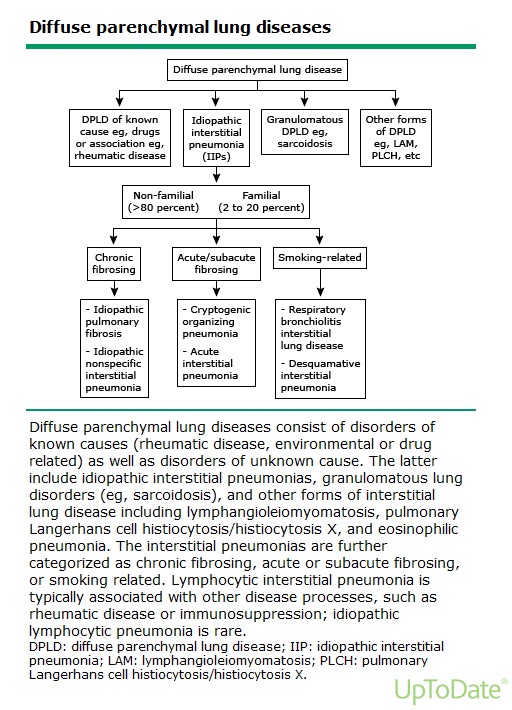 Diffuse parenchymal lung diseases
Diffuse parenchymal lung disease
DPLD of known
cause eg, drugs
or association eg,
rheumatic disease
Idiopathic
interstitial
pneumonia
(IIPs)
Granulomatous
DPLD eg,
sarcoidosis
Other forms
of DPLD
eg, LAM,
PLCH, etc
Non-familial
(>80 percent)
Familial
(2 to 20 percent)
Chronic
fibrosing
Acute/subacute
fibrosing
Smoking-related
- Idiopathic
pulmonary
fibrosis
- Idiopathic
nonspecific
interstitial
pneumonia
- Cryptogenic
organizing
pneumonia
- Acute
interstitial
pneumonia
- Respiratory
bronchiolitis
interstitial
lung disease
- Desquamative
interstitial
pneumonia
Diffuse parenchymal lung diseases consist of disorders of
known causes (rheumatic disease, environmental or drug
related) as well as disorders of unknown cause. The latter
include idiopathic interstitial pneumonias, granulomatous lung
disorders (eg, sarcoidosis), and other forms of interstitial
lung disease including lymphangioleiomyomatosis, pulmonary
Langerhans cell histiocytosis/histiocytosis X, and eosinophilic
pneumonia. The interstitial pneumonias are further
categorized as chronic fibrosing, acute or subacute fibrosing,
or smoking related. Lymphocytic interstitial pneumonia is
typically associated with other disease processes, such as
rheumatic disease or immunosuppression; idiopathic
lymphocytic pneumonia is rare.
DPLD: diffuse parenchymal lung disease; IIP: idiopathic interstitial
pneumonia; LAM: lymphangioleiomyomatosis; PLCH: pulmonary
Langerhans cell histiocytosis/histiocytosis X.
UpToDate®